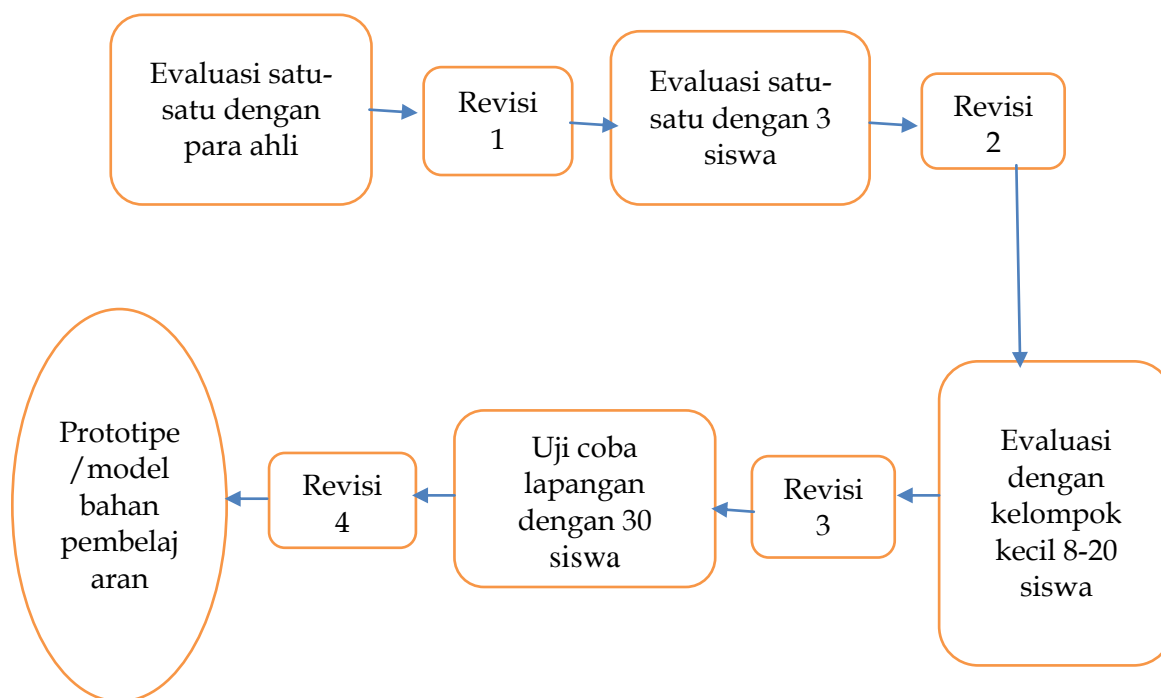 Evaluasi satu-
satu dengan
para ahli
Revisi
1
Evaluasi satu-
satu dengan 3
siswa
Revisi
2
Evaluasi
dengan
kelompok
kecil 8-20
siswa
Revisi
3
Uji coba
lapangan
dengan 30
siswa
Revisi
4
Prototipe
/model
bahan
pembelaj
aran